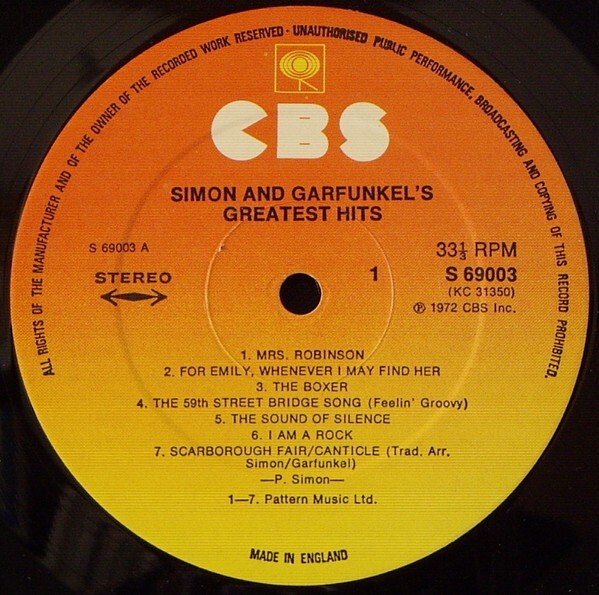 ALL RIGHTS OF THE MANUFACTURER AND OF THE OWNER OF THE RECORDED WORK RESERVED - UNAUTHORISED PUBLIC PERFORMANCE, BROADCASTING AND COPYING OF THIS RECORD PROHIBITED.
CBS
SIMON AND GARFUNKEL'S
GREATEST HITS
S 69003 A
33⅓ RPM
STEREO
1
S 69003
(KC 31350)
℗ 1972 CBS Inc.
1. MRS. ROBINSON
2. FOR EMILY, WHENEVER I MAY FIND HER
3. THE BOXER
4. THE 59th STREET BRIDGE SONG (Feelin' Groovy)
5. THE SOUND OF SILENCE
6. I AM A ROCK
7. SCARBOROUGH FAIR/CANTICLE (Trad. Arr.
Simon/Garfunkel)
—P. Simon—
1—7. Pattern Music Ltd.
MADE IN ENGLAND